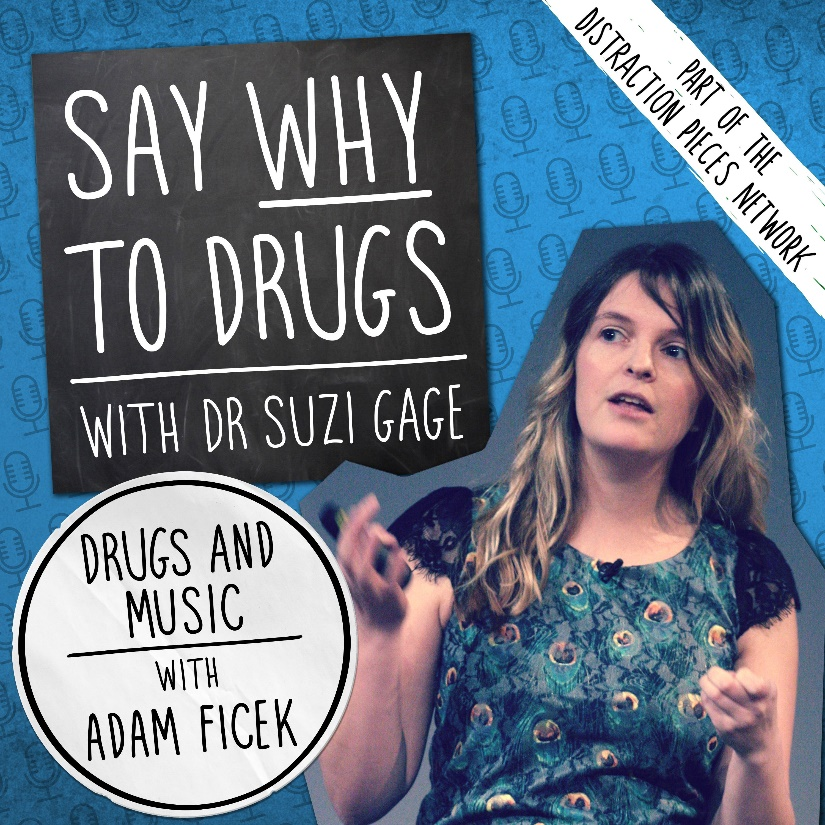 SAY WHY
TO DRUGS
WITH DR SUZI GAGE
PART OF THE
DISTRACTION PIECES NETWORK
DRUGS AND
MUSIC
WITH
ADAM FICEK